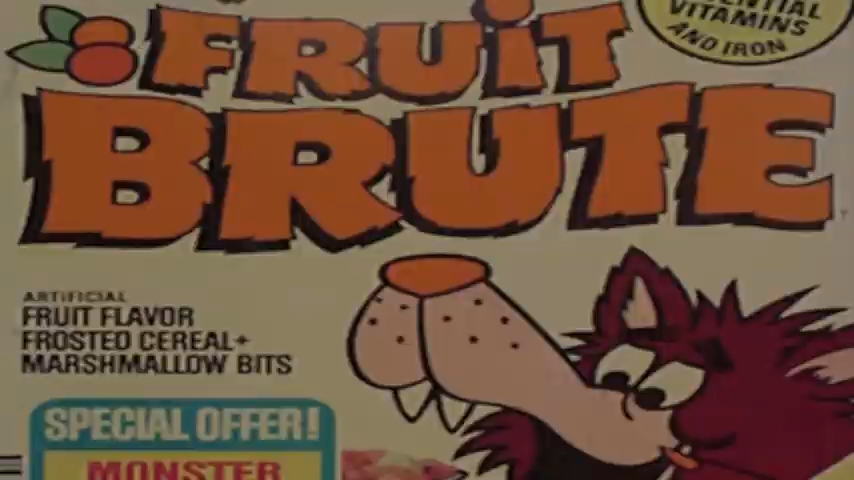 FRUIT
BRUTE
VITAMINS
AND IRON
ARTIFICIAL
FRUIT FLAVOR
FROSTED CEREAL+
MARSHMALLOW BITS
SPECIAL OFFER!
MONSTER